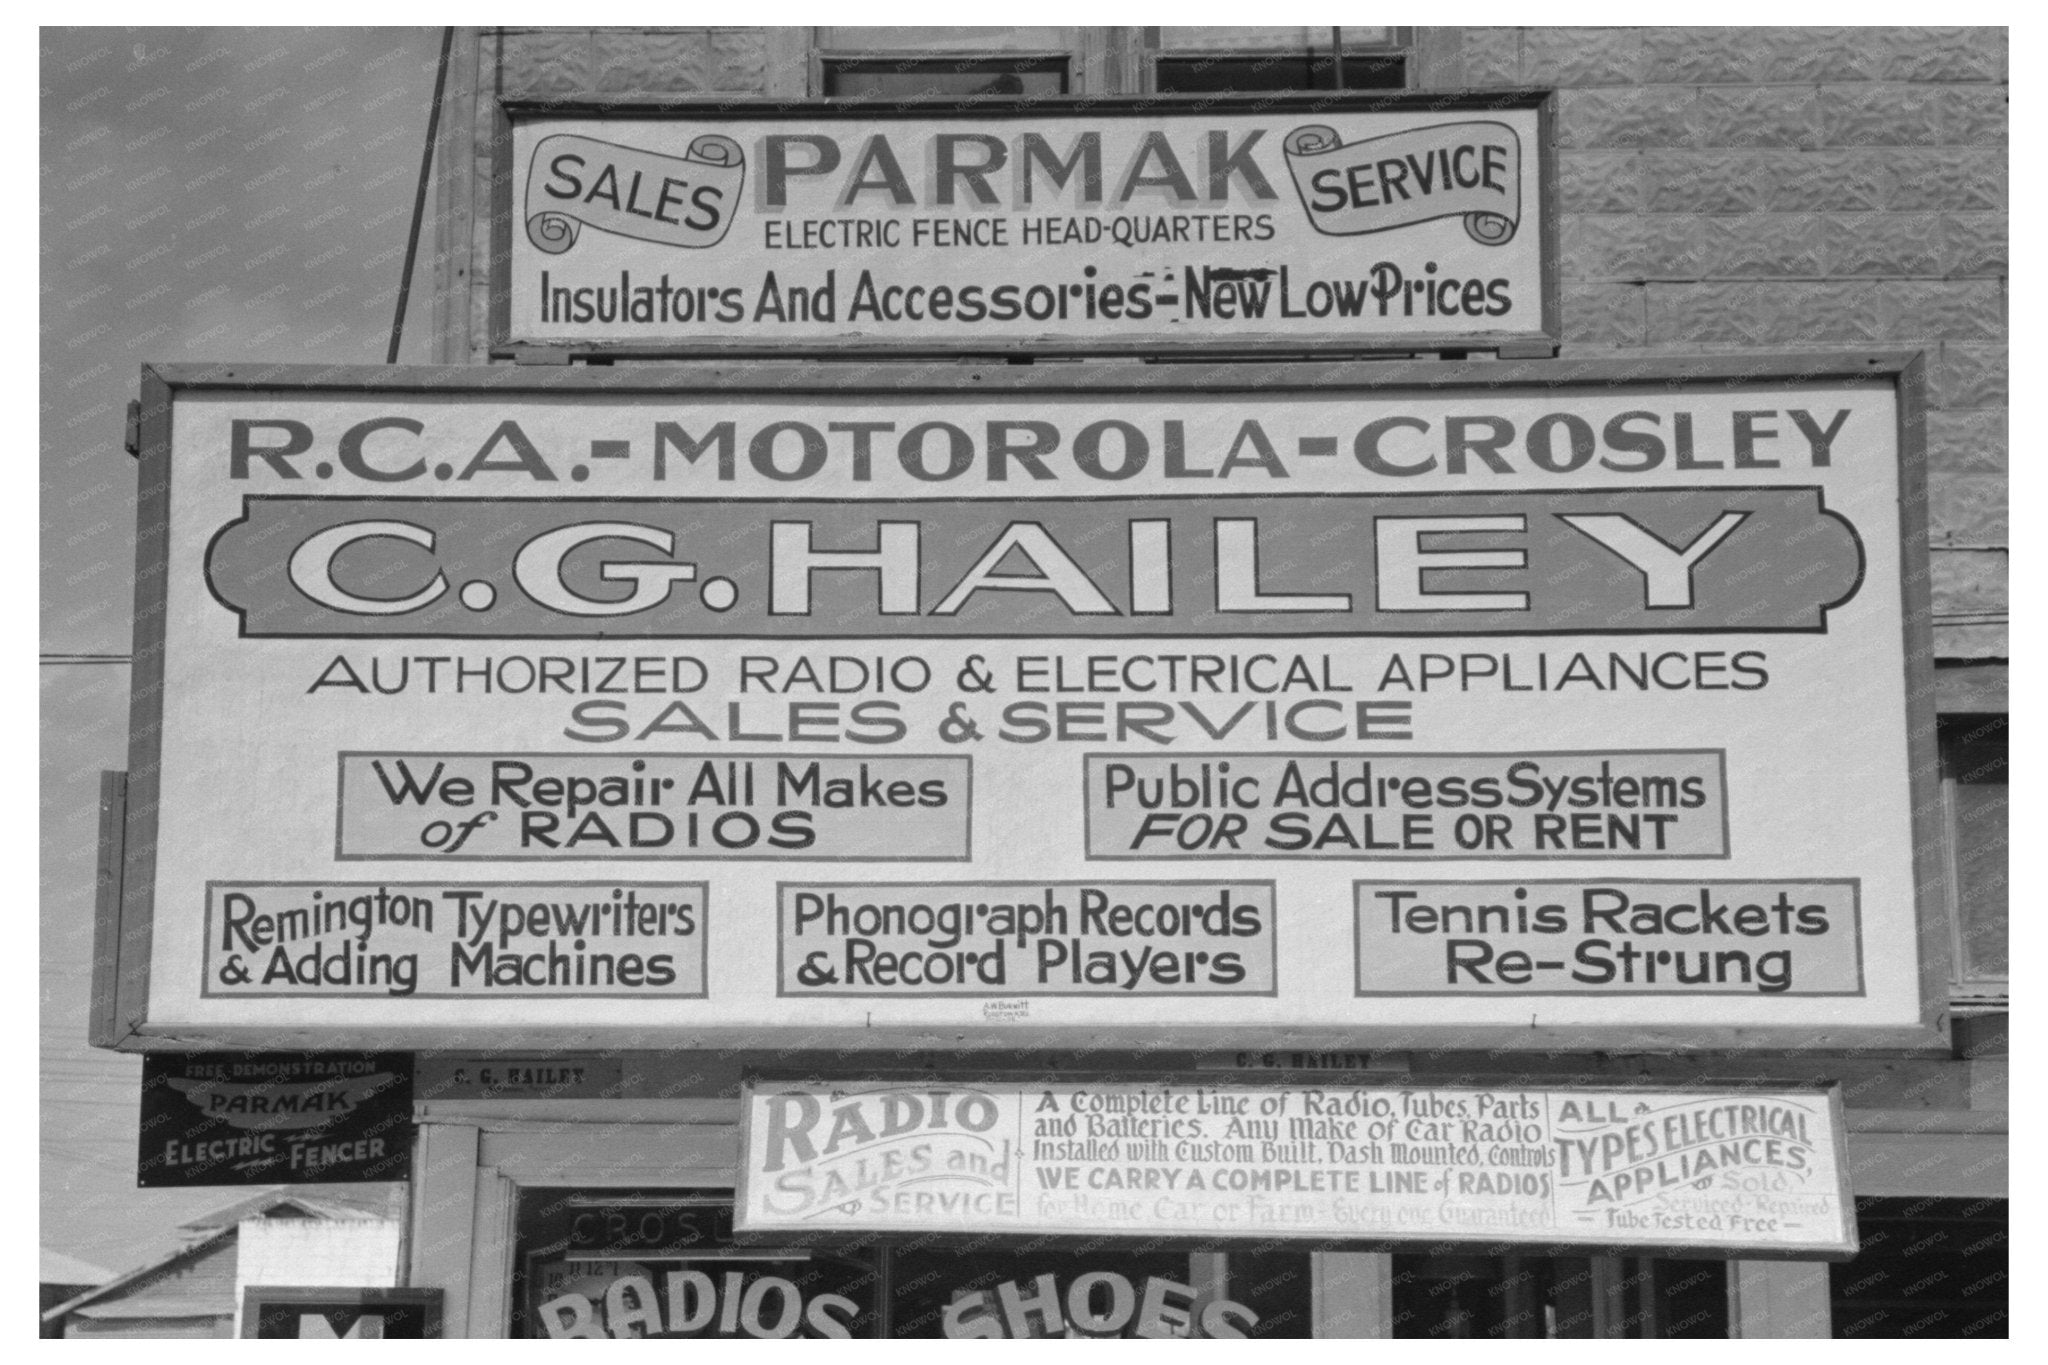 SALES
PARMAK
SERVICE
ELECTRIC FENCE HEAD-QUARTERS
Insulators And Accessories - New Low Prices
R.C.A. - MOTOROLA - CROSLEY
C.G. HAILEY
AUTHORIZED RADIO & ELECTRICAL APPLIANCES
SALES & SERVICE
We Repair All Makes
of RADIOS
Public Address Systems
FOR SALE OR RENT
Remington Typewriters
& Adding Machines
Phonograph Records
& Record Players
Tennis Rackets
Re-Strung
FREE DEMONSTRATION
PARMAK
ELECTRIC
FENCER
C. G. HAILEY
C. G. HAILEY
RADIO
SALES and
SERVICE
A Complete Line of Radio, Tubes, Parts
and Batteries. Any Make of Car Radio
Installed with Custom Built, Dash Mounted, Controls
WE CARRY A COMPLETE LINE of RADIOS
for Home Car or Farm - Every one Guaranteed
ALL
TYPES ELECTRICAL
APPLIANCES,
Sold,
Serviced Repaired
- Tube Tested Free -
RADIOS
SHOES
M
KNOWOL